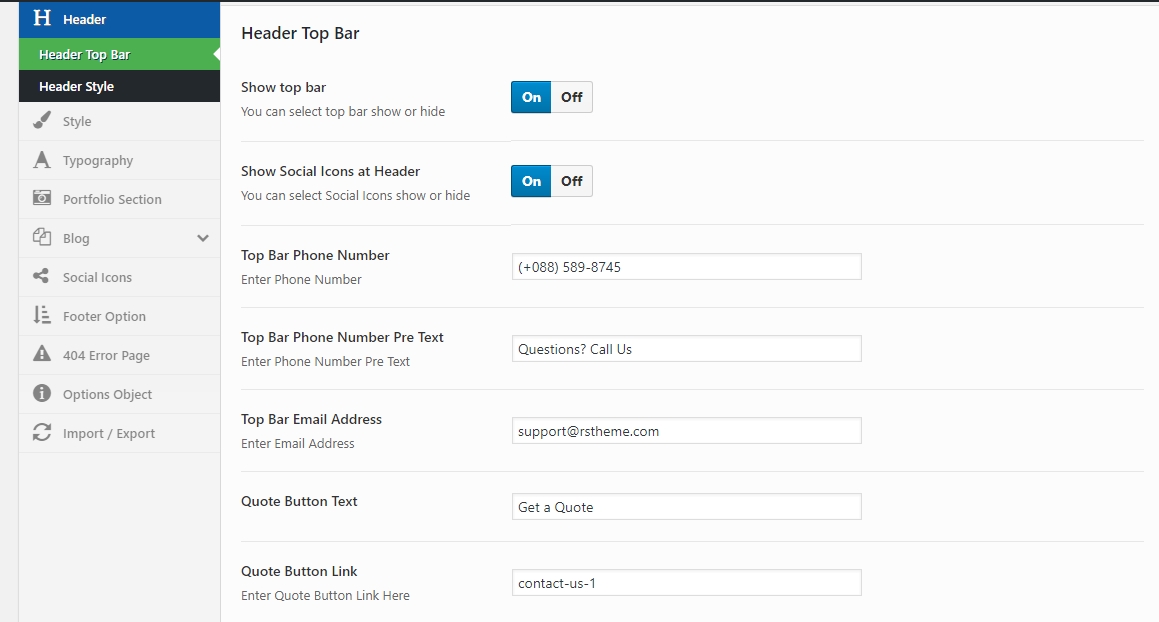 Header
Header Top Bar
Header Style
Style
Typography
Portfolio Section
Blog
Social Icons
Footer Option
404 Error Page
Options Object
Import / Export
Header Top Bar
Show top bar
You can select top bar show or hide
On Off
Show Social Icons at Header
You can select Social Icons show or hide
On Off
Top Bar Phone Number
Enter Phone Number
(+088) 589-8745
Top Bar Phone Number Pre Text
Enter Phone Number Pre Text
Questions? Call Us
Top Bar Email Address
Enter Email Address
support@rstheme.com
Quote Button Text
Get a Quote
Quote Button Link
Enter Quote Button Link Here
contact-us-1